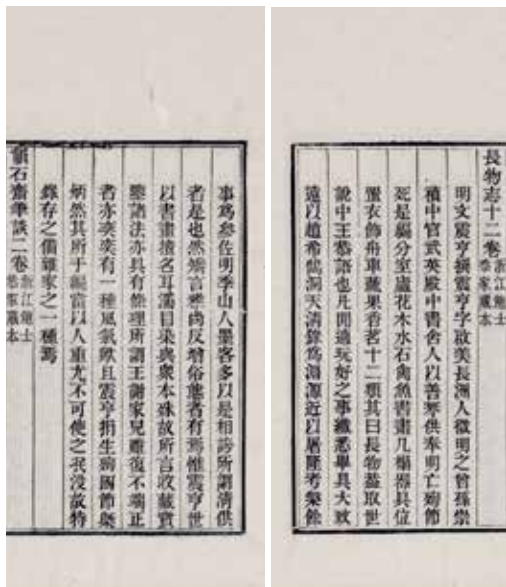 長物志十二卷 浙江鮑士
恭家藏本
明文震亨撰震亨字啟美長洲人徵明之曾孫崇
禎中官武英殿中書舍人以善琴供奉明亡殉節
死是編分室廬花木水石禽魚書畫几榻器具位
置衣飾舟車蔬果香茗十二類其曰長物蓋取世
說中王恭語也凡閒適玩好之事纖悉畢具大致
遠以趙希鵠洞天清錄為淵源近以屠隆考槃餘
事為參佐明季山人墨客多以是相誇所謂清供
者是也然矯言雅尚反增俗態者有焉惟震亨世
以書畫擅名耳濡目染與眾本殊故所言收藏賞
鑒諸法亦具有條理所謂王謝家兒雖復不端正
者亦奕奕有一種風氣歟且震亨捐生殉國節槩
炳然其所手編當以人重尤不可使之泯沒故特
錄存之備雜家之一種焉
韻石齋筆談二卷 浙江鮑士
恭家藏本